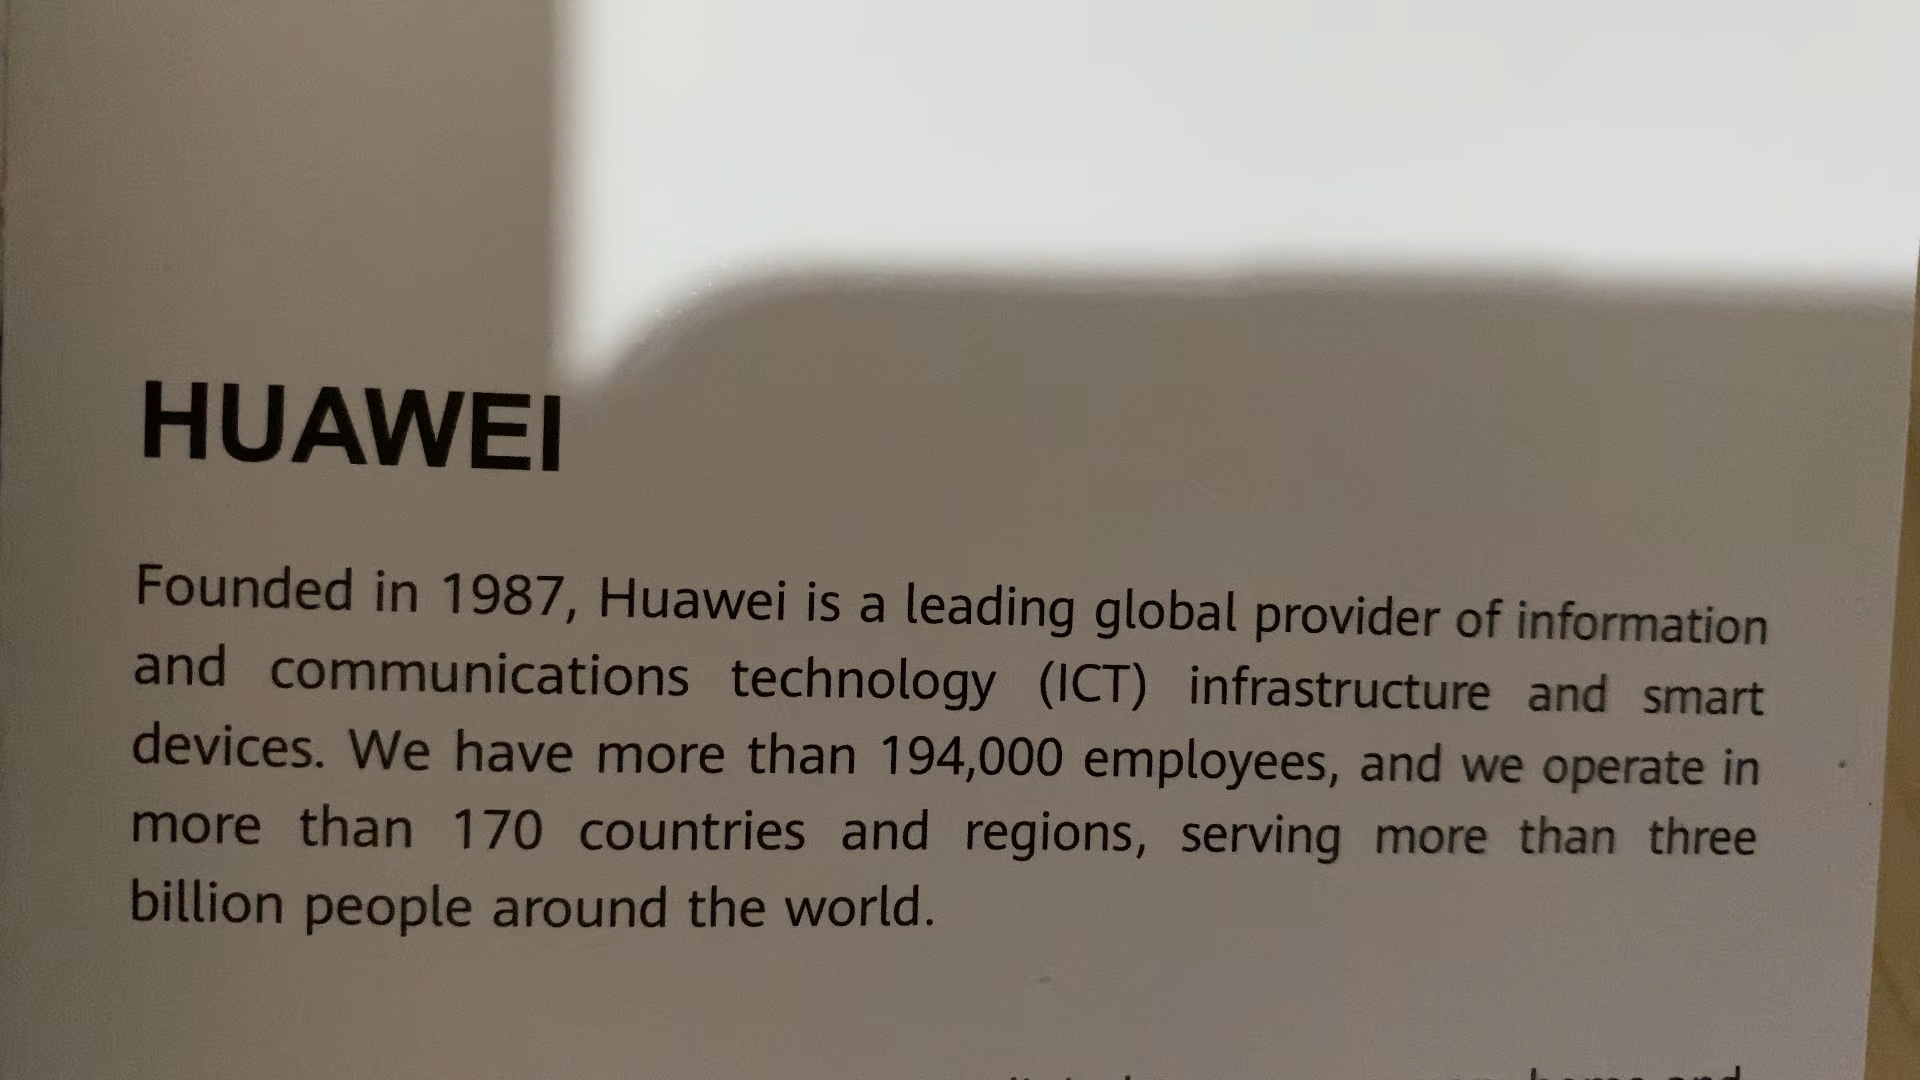 HUAWEI
Founded in 1987, Huawei is a leading global provider of information
and communications technology (ICT) infrastructure and smart
devices. We have more than 194,000 employees, and we operate in
more than 170 countries and regions, serving more than three
billion people around the world.